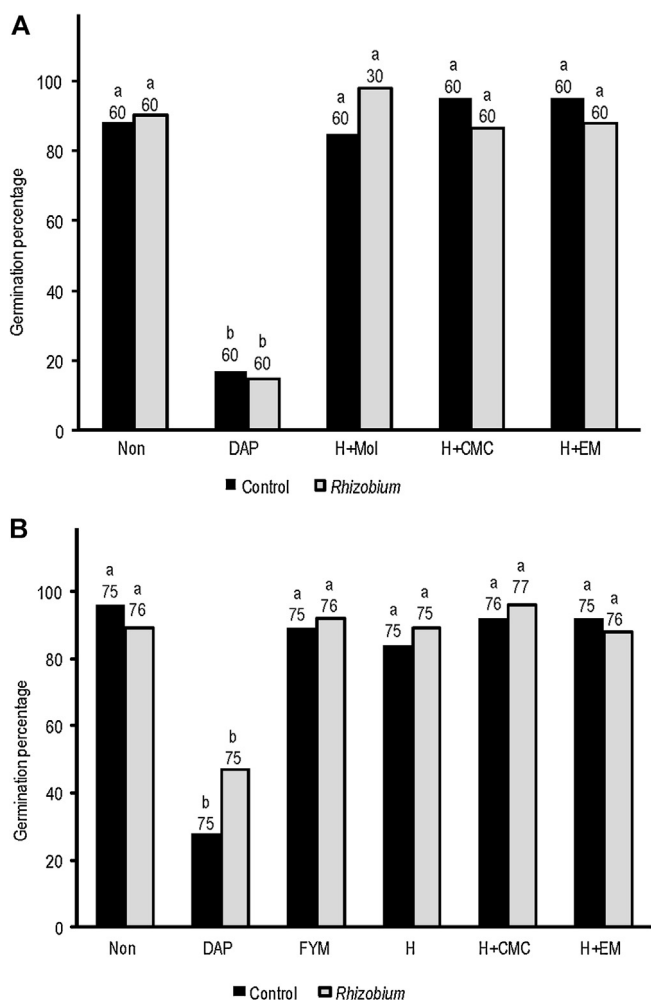 A
a a a a a a a
60 60 60 30 60 60 60 60
b b
60 60
100
80
60
40
20
0
Germination percentage
Non DAP H+Mol H+CMC H+EM
Control Rhizobium
B
a a a a a a a a a a
75 76 75 76 75 75 76 77 75 76
b b
75 75
100
80
60
40
20
0
Germination percentage
Non DAP FYM H H+CMC H+EM
Control Rhizobium